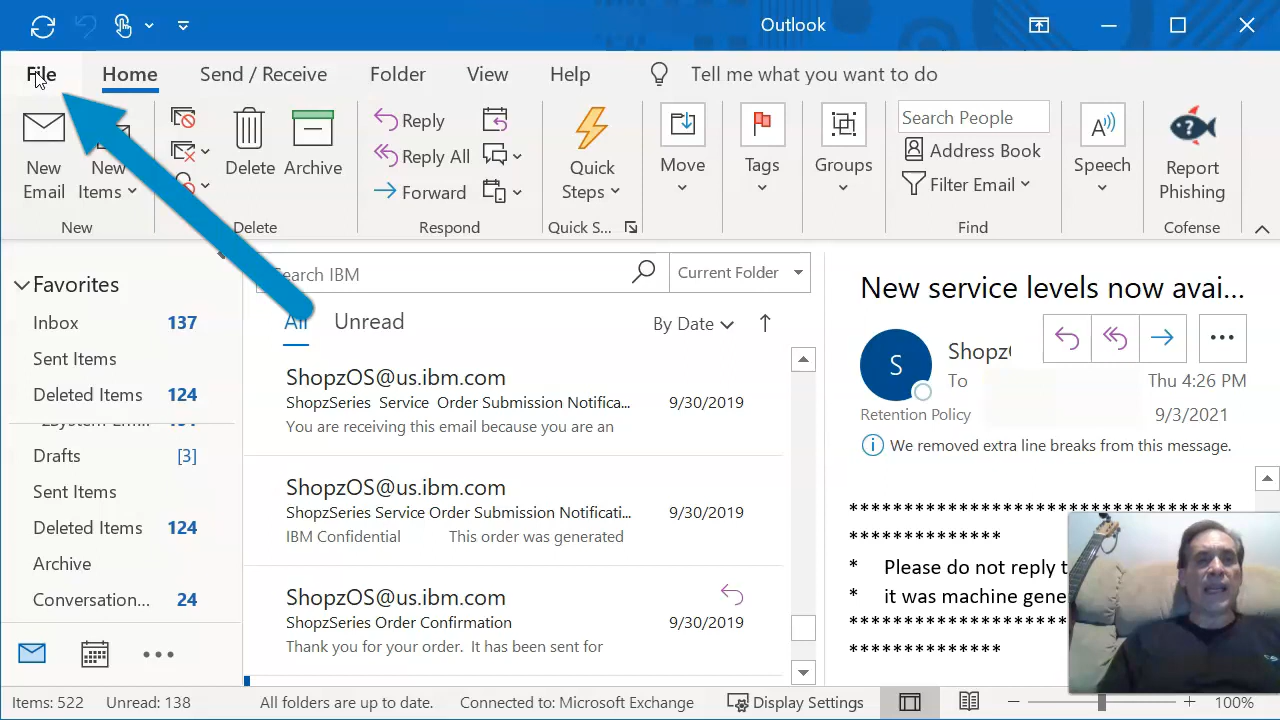 Outlook
File Home Send / Receive Folder View Help Tell me what you want to do
New Email
New Items
Delete
Archive
Reply
Reply All
Forward
Quick Steps
Move
Tags
Groups
Search People
Address Book
Filter Email
Speech
Report Phishing
New Delete Respond Quick S... Find Cofense
Favorites
Inbox 137
Sent Items
Deleted Items 124
Drafts [3]
Sent Items
Deleted Items 124
Archive
Conversation... 24
Search IBM
Current Folder
All Unread By Date
ShopzOS@us.ibm.com
ShopzSeries Service Order Submission Notifica... 9/30/2019
You are receiving this email because you are an
ShopzOS@us.ibm.com
ShopzSeries Service Order Submission Notificati... 9/30/2019
IBM Confidential This order was generated
ShopzOS@us.ibm.com
ShopzSeries Order Confirmation 9/30/2019
Thank you for your order. It has been sent for
New service levels now avai...
S
ShopzO
To Thu 4:26 PM
Retention Policy 9/3/2021
We removed extra line breaks from this message.
*******************************
*************
* Please do not reply t
* it was machine gene
*************
Items: 522 Unread: 138 All folders are up to date. Connected to: Microsoft Exchange Display Settings 100%